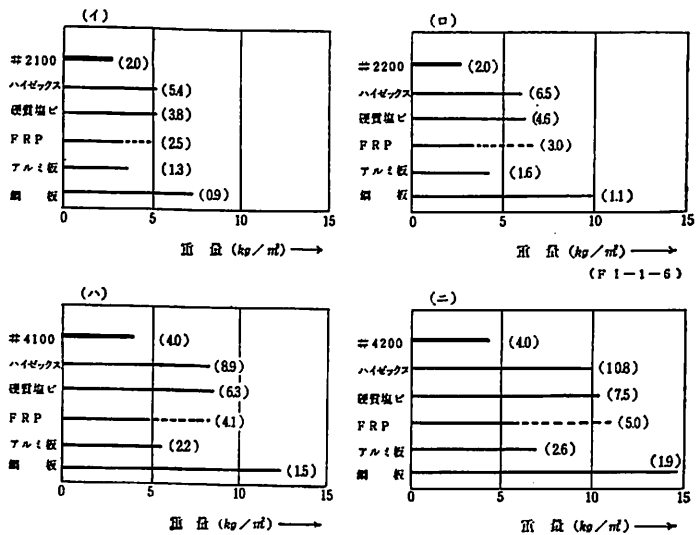 (イ)
#2100 (2.0)
ハイゼックス (5.4)
硬質塩ビ (3.8)
FRP (2.5)
アルミ板 (1.3)
鋼 板 (0.9)
0 5 10 15
重 量 (kg/㎡)
(ロ)
#2200 (2.0)
ハイゼックス (6.5)
硬質塩ビ (4.6)
FRP (3.0)
アルミ板 (1.6)
鋼 板 (1.1)
0 5 10 15
重 量 (kg/㎡)
(FI-1-6)
(ハ)
#4100 (4.0)
ハイゼックス (8.9)
硬質塩ビ (6.3)
FRP (4.1)
アルミ板 (2.2)
鋼 板 (1.5)
0 5 10 15
重 量 (kg/㎡)
(ニ)
#4200 (4.0)
ハイゼックス (10.8)
硬質塩ビ (7.5)
FRP (5.0)
アルミ板 (2.6)
鋼 板 (1.9)
0 5 10 15
重 量 (kg/㎡)